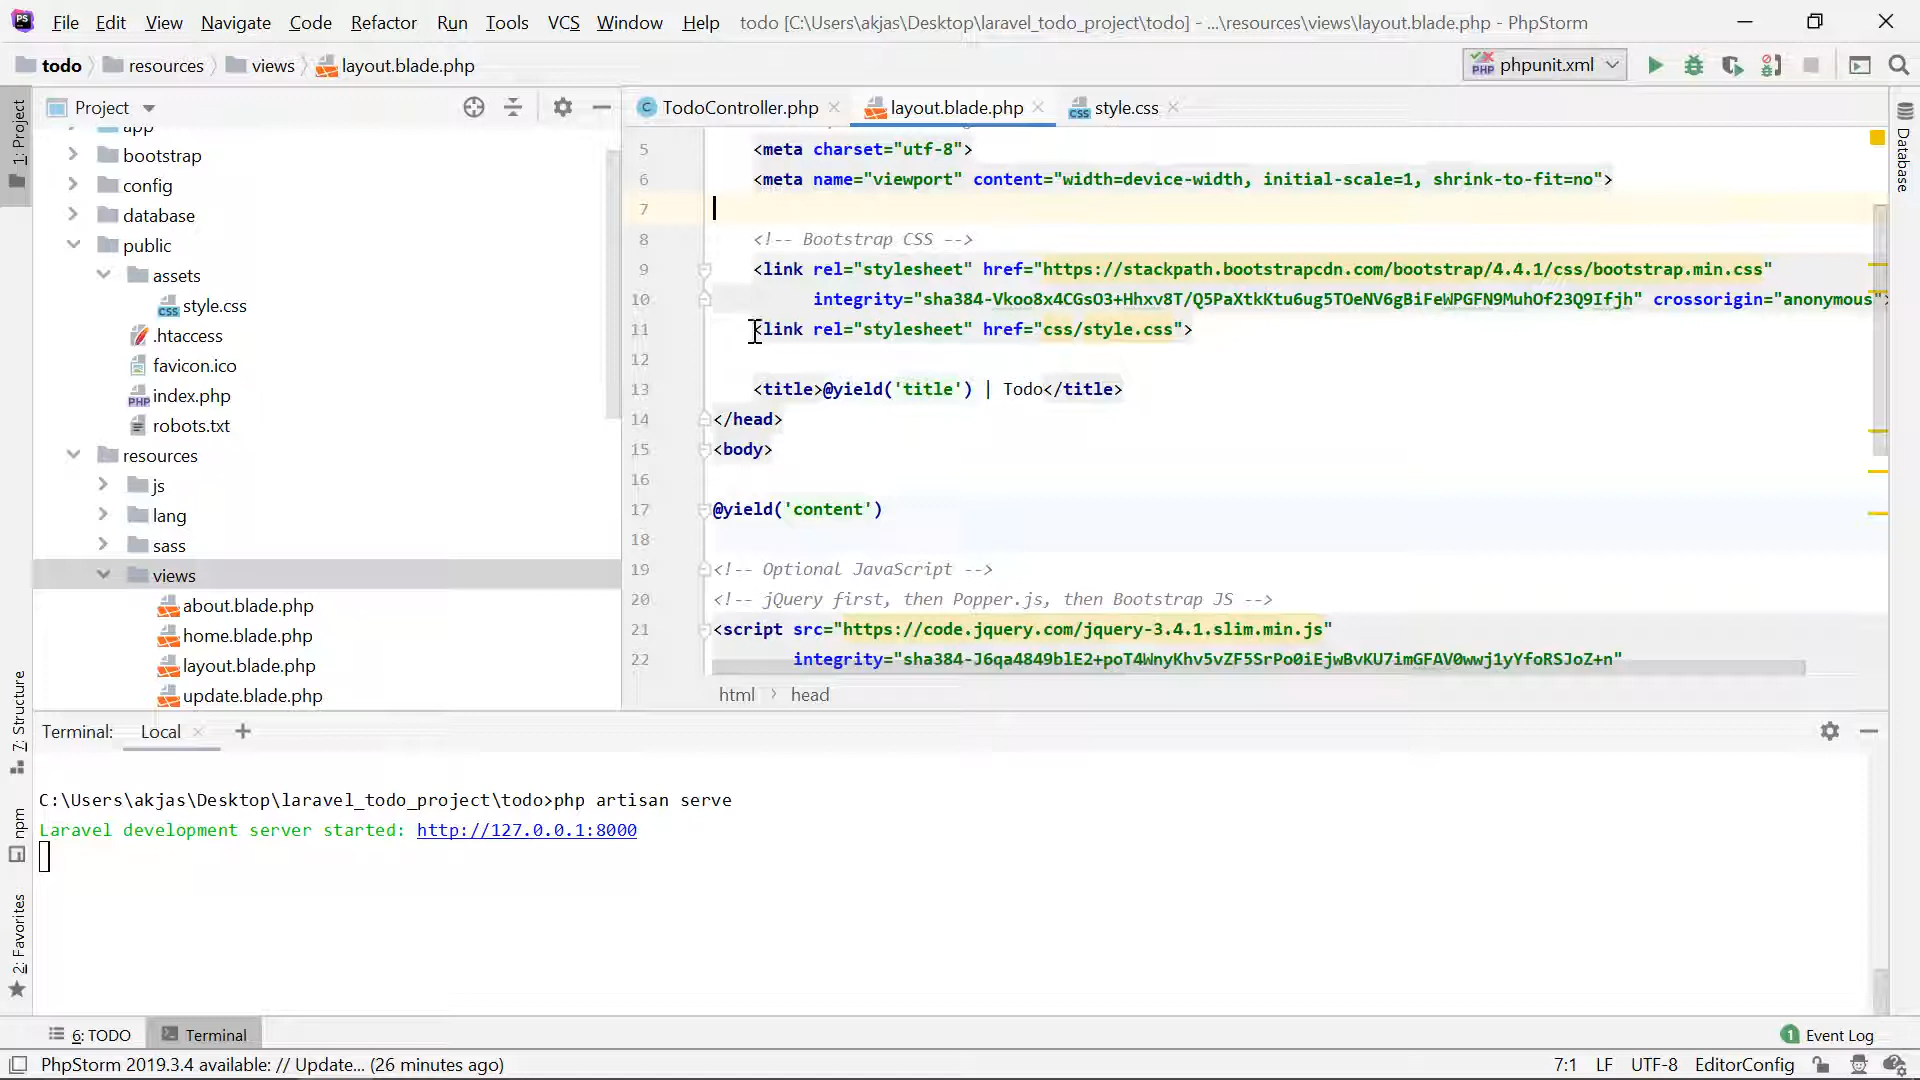 File Edit View Navigate Code Refactor Run Tools VCS Window Help todo [C:\Users\akjas\Desktop\laravel_todo_project\todo] - ...\resources\views\layout.blade.php - PhpStorm
todo resources views layout.blade.php phpunit.xml
Project
TodoController.php layout.blade.php style.css
1: Project
7: Structure
npm
2: Favorites
Database
app
bootstrap
config
database
public
assets
style.css
.htaccess
favicon.ico
index.php
robots.txt
resources
js
lang
sass
views
about.blade.php
home.blade.php
layout.blade.php
update.blade.php
5 <meta charset="utf-8">
6 <meta name="viewport" content="width=device-width, initial-scale=1, shrink-to-fit=no">
7
8 <!-- Bootstrap CSS -->
9 <link rel="stylesheet" href="https://stackpath.bootstrapcdn.com/bootstrap/4.4.1/css/bootstrap.min.css"
10 integrity="sha384-Vkoo8x4CGsO3+Hhxv8T/Q5PaXtkKtu6ug5TOeNV6gBiFeWPGFN9MuhOf23Q9Ifjh" crossorigin="anonymous">
11 <link rel="stylesheet" href="css/style.css">
12
13 <title>@yield('title') | Todo</title>
14 </head>
15 <body>
16
17 @yield('content')
18
19 <!-- Optional JavaScript -->
20 <!-- jQuery first, then Popper.js, then Bootstrap JS -->
21 <script src="https://code.jquery.com/jquery-3.4.1.slim.min.js"
22 integrity="sha384-J6qa4849blE2+poT4WnyKhv5vZF5SrPo0iEjwBvKU7imGFAV0wwj1yYfoRSJoZ+n"
html head
Terminal: Local
C:\Users\akjas\Desktop\laravel_todo_project\todo>php artisan serve
Laravel development server started: http://127.0.0.1:8000
6: TODO Terminal 1 Event Log
PhpStorm 2019.3.4 available: // Update... (26 minutes ago) 7:1 LF UTF-8 EditorConfig